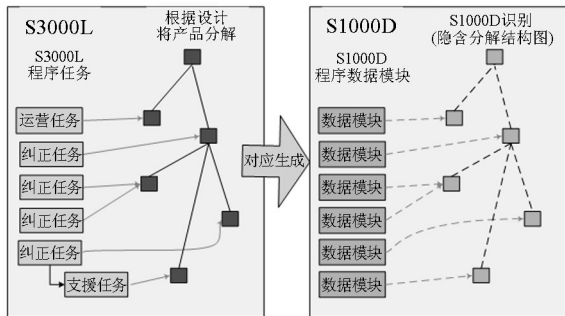 S3000L
根据设计
将产品分解
S3000L
程序任务
运营任务
纠正任务
纠正任务
纠正任务
纠正任务
支援任务
对应生成
S1000D
S1000D识别
(隐含分解结构图)
S1000D
程序数据模块
数据模块
数据模块
数据模块
数据模块
数据模块
数据模块